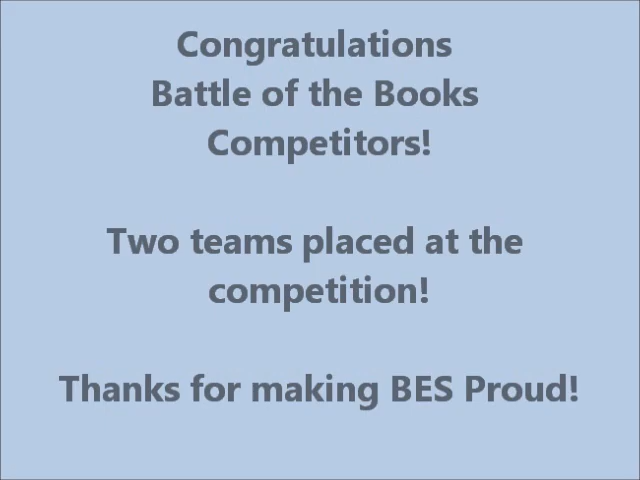 Congratulations
Battle of the Books
Competitors!
Two teams placed at the
competition!
Thanks for making BES Proud!